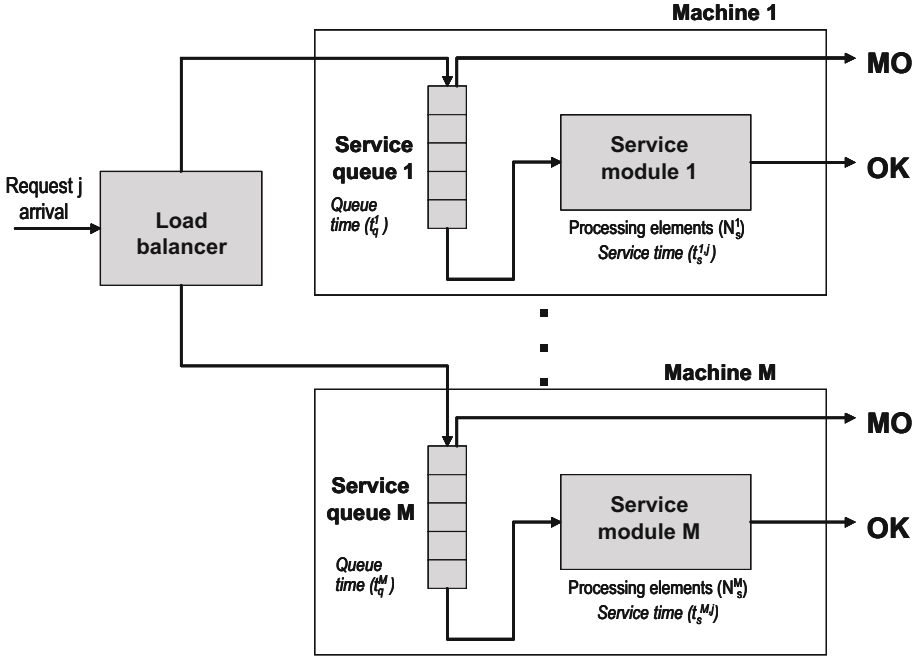 Machine 1
MO
Service
queue 1
Queue
time (t_q^1)
Service
module 1
OK
Processing elements (N_s^1)
Service time (t_s^{1,j})
Request j
arrival
Load
balancer
Machine M
MO
Service
queue M
Queue
time (t_q^M)
Service
module M
OK
Processing elements (N_s^M)
Service time (t_s^{M,j})